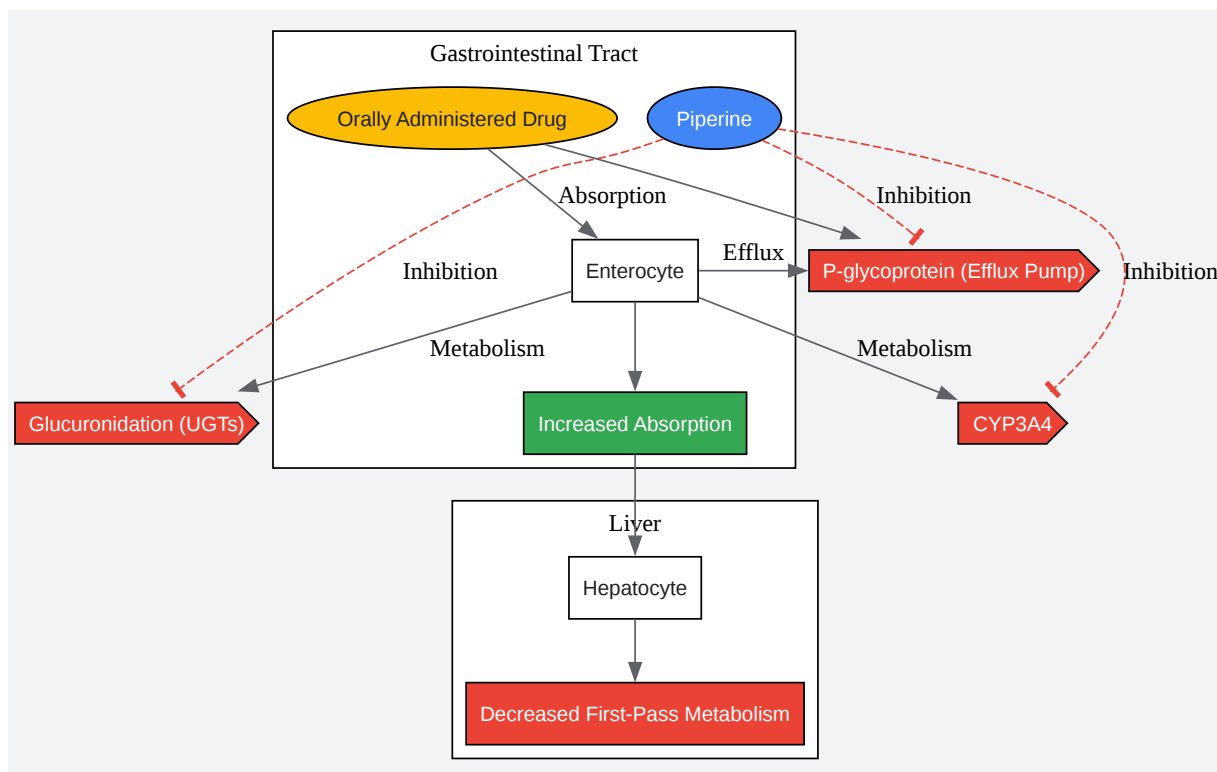 Gastrointestinal Tract
Orally Administered Drug
Piperine
Absorption
Inhibition
Efflux
Enterocyte
P-glycoprotein (Efflux Pump)
Inhibition
Inhibition
Metabolism
Metabolism
Glucuronidation (UGTs)
Increased Absorption
CYP3A4
Liver
Hepatocyte
Decreased First-Pass Metabolism